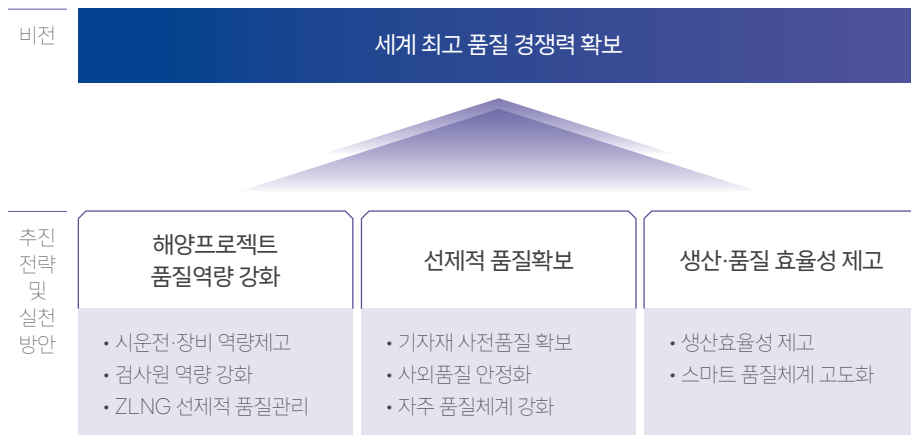 비전
세계 최고 품질 경쟁력 확보
추진
전략
및
실천
방안
해양프로젝트
품질역량 강화
• 시운전·장비 역량제고
• 검사원 역량 강화
• ZLNG 선제적 품질관리
선제적 품질확보
• 기자재 사전품질 확보
• 사외품질 안정화
• 자주 품질체계 강화
생산·품질 효율성 제고
• 생산효율성 제고
• 스마트 품질체계 고도화